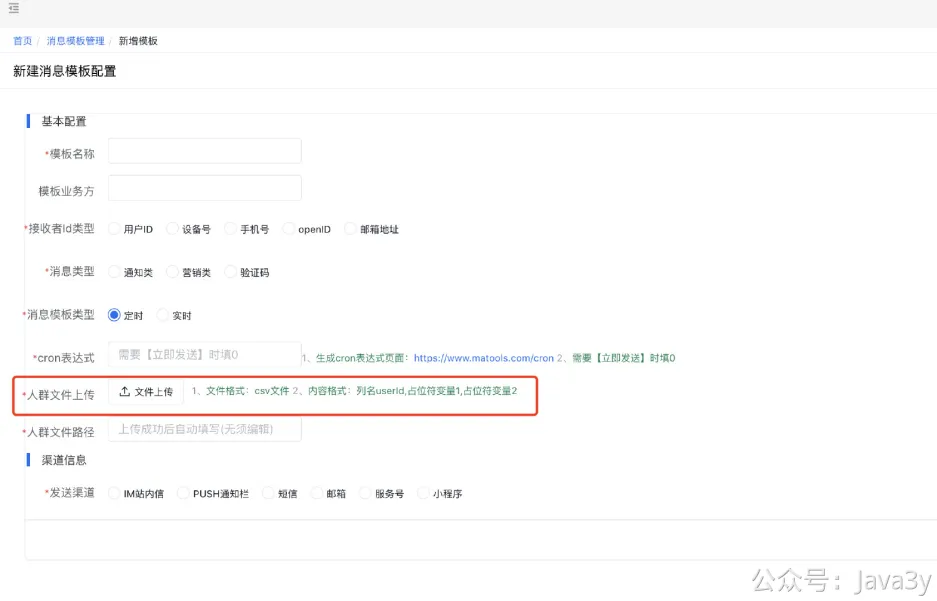 首页 / 消息模板管理 / 新增模板
新建消息模板配置
基本配置
*模板名称
模板业务方
*接收者Id类型 用户ID 设备号 手机号 openID 邮箱地址
*消息类型 通知类 营销类 验证码
*消息模板类型 定时 实时
*cron表达式 需要【立即发送】时填0 1、生成cron表达式页面：https://www.matools.com/cron 2、需要【立即发送】时填0
*人群文件上传 文件上传 1、文件格式：csv文件 2、内容格式：列名userId,占位符变量1,占位符变量2
*人群文件路径 上传成功后自动填写(无须编辑)
渠道信息
*发送渠道 IM站内信 PUSH通知栏 短信 邮箱 服务号 小程序
公众号：Java3y